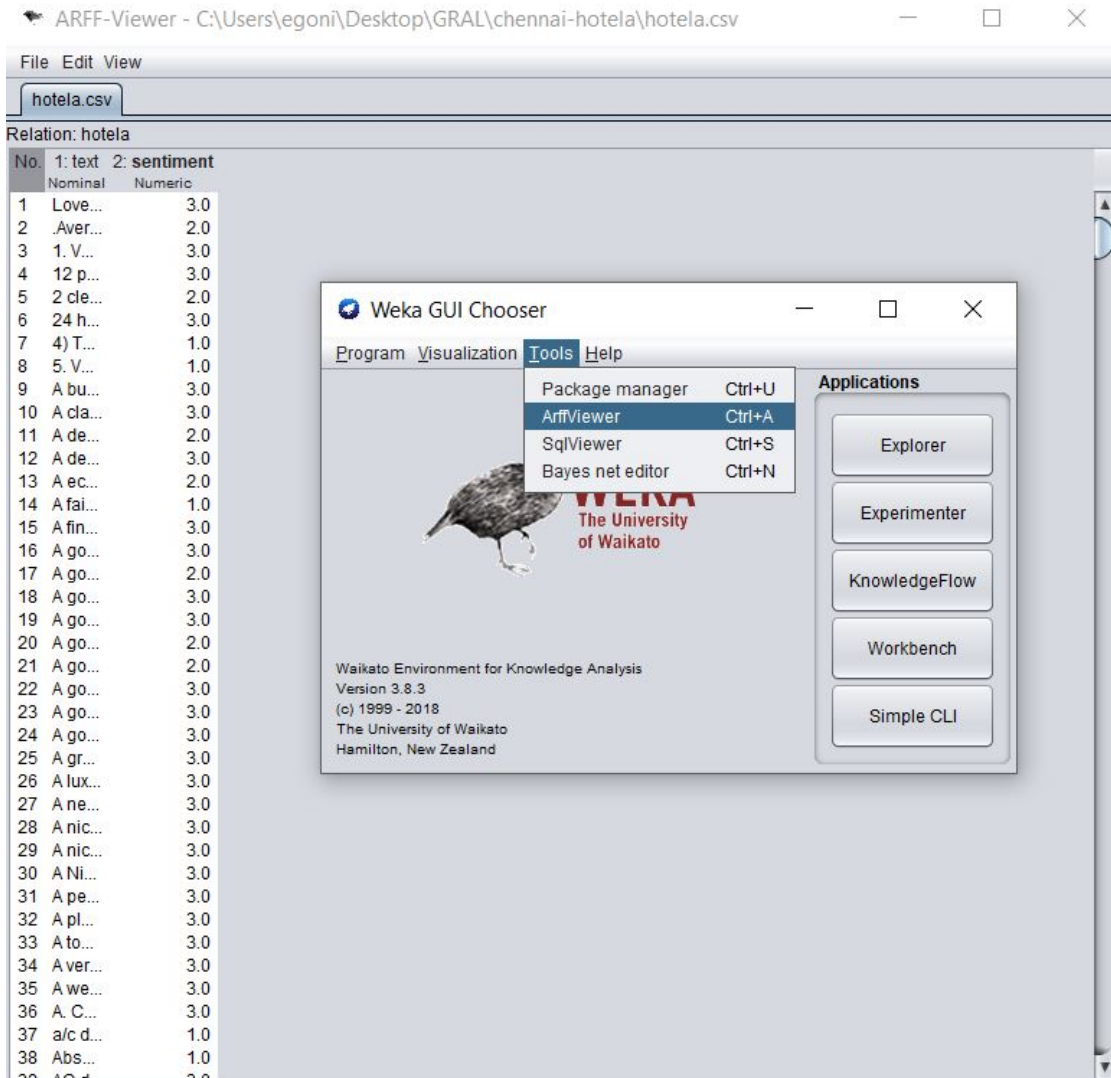 ARFF-Viewer - C:\Users\egoni\Desktop\GRAL\chennai-hotela\hotela.csv
File Edit View
hotela.csv
Relation: hotela
No. 1: text 2: sentiment
Nominal Numeric
1 Love... 3.0
2 .Aver... 2.0
3 1. V... 3.0
4 12 p... 3.0
5 2 cle... 2.0
6 24 h... 3.0
7 4) T... 1.0
8 5. V... 1.0
9 A bu... 3.0
10 A cla... 3.0
11 A de... 2.0
12 A de... 3.0
13 A ec... 2.0
14 A fai... 1.0
15 A fin... 3.0
16 A go... 3.0
17 A go... 2.0
18 A go... 3.0
19 A go... 3.0
20 A go... 2.0
21 A go... 2.0
22 A go... 3.0
23 A go... 3.0
24 A go... 3.0
25 A gr... 3.0
26 A lux... 3.0
27 A ne... 3.0
28 A nic... 3.0
29 A nic... 3.0
30 A Ni... 3.0
31 A pe... 3.0
32 A pl... 3.0
33 A to... 3.0
34 A ver... 3.0
35 A we... 3.0
36 A. C... 3.0
37 a/c d... 1.0
38 Abs... 1.0
Weka GUI Chooser
Program Visualization Tools Help
Package manager Ctrl+U
ArffViewer Ctrl+A
SqlViewer Ctrl+S
Bayes net editor Ctrl+N
WEKA
The University
of Waikato
Waikato Environment for Knowledge Analysis
Version 3.8.3
(c) 1999 - 2018
The University of Waikato
Hamilton, New Zealand
Applications
Explorer
Experimenter
KnowledgeFlow
Workbench
Simple CLI